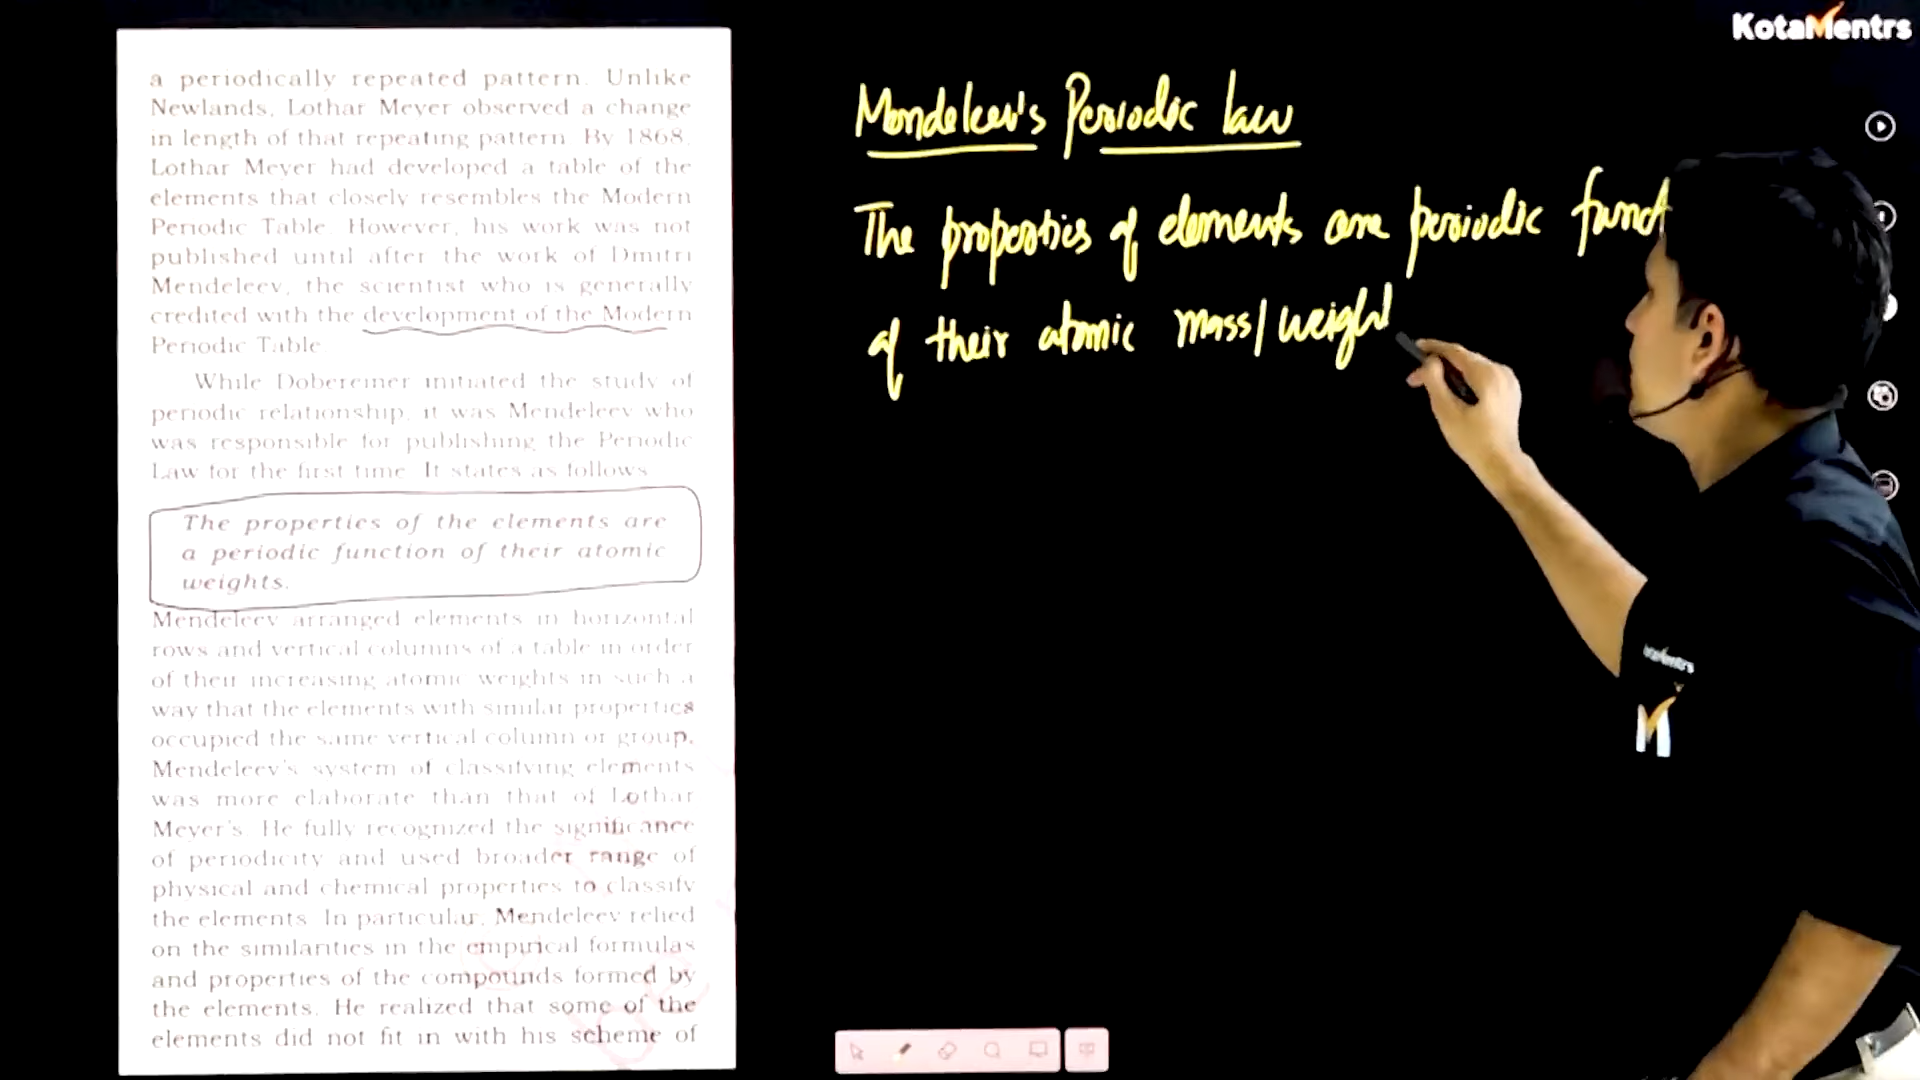 KotaMentrs
a periodically repeated pattern. Unlike
Newlands, Lothar Meyer observed a change
in length of that repeating pattern. By 1868,
Lothar Meyer had developed a table of the
elements that closely resembles the Modern
Periodic Table. However, his work was not
published until after the work of Dmitri
Mendeleev, the scientist who is generally
credited with the development of the Modern
Periodic Table.
While Dobereiner initiated the study of
periodic relationship, it was Mendeleev who
was responsible for publishing the Periodic
Law for the first time. It states as follows
The properties of the elements are
a periodic function of their atomic
weights.
Mendeleev arranged elements in horizontal
rows and vertical columns of a table in order
of their increasing atomic weights in such a
way that the elements with similar properties
occupied the same vertical column or group.
Mendeleev's system of classifying elements
was more elaborate than that of Lothar
Meyer's. He fully recognized the significance
of periodicity and used broader range of
physical and chemical properties to classify
the elements. In particular, Mendeleev relied
on the similarities in the empirical formulas
and properties of the compounds formed by
the elements. He realized that some of the
elements did not fit in with his scheme of
Mendeleev's Periodic law
The properties of elements are periodic funct
of their atomic mass/weight
KotaMentrs
M